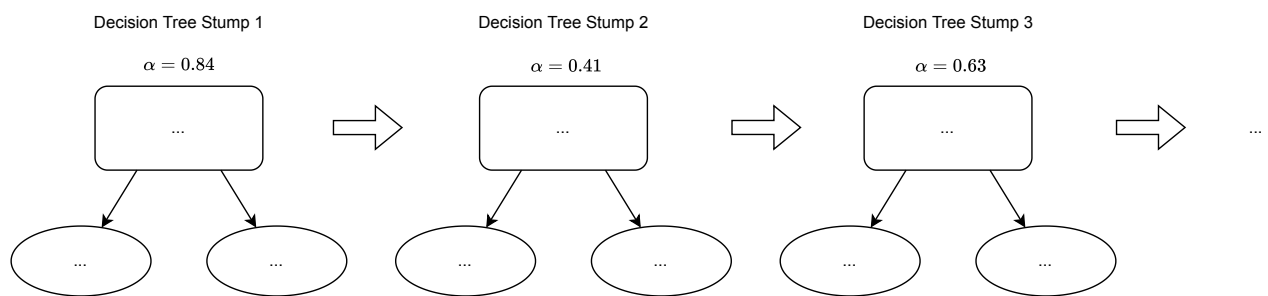 Decision Tree Stump 1
Decision Tree Stump 2
Decision Tree Stump 3
α = 0.84
α = 0.41
α = 0.63
...
...
...
...
...
...
...
...
...
...